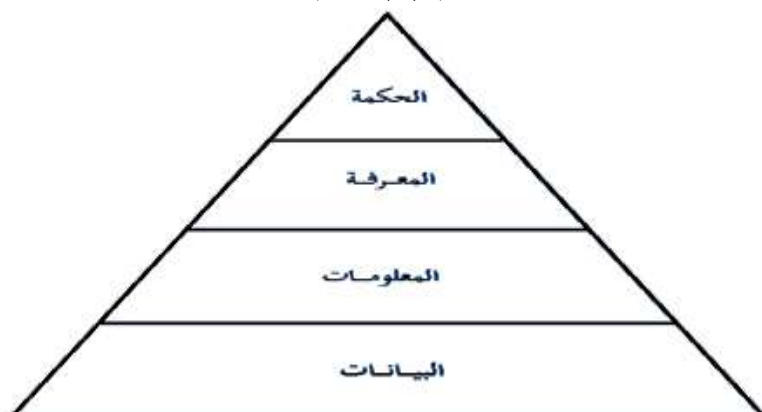 الحكمة
المعرفة
المعلومات
البيانات